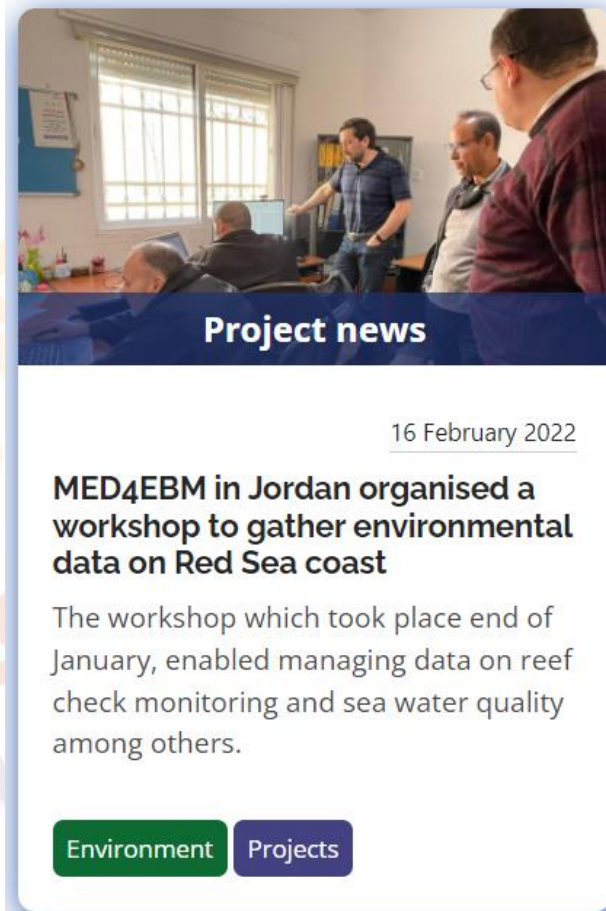 Project news
16 February 2022
MED4EBM in Jordan organised a
workshop to gather environmental
data on Red Sea coast
The workshop which took place end of
January, enabled managing data on reef
check monitoring and sea water quality
among others.
Environment
Projects